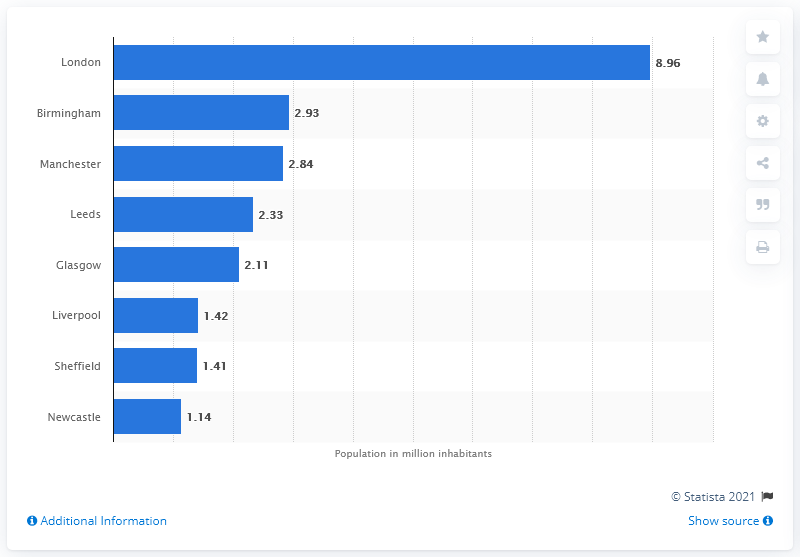 London 8.96
Birmingham 2.93
Manchester 2.84
Leeds 2.33
Glasgow 2.11
Liverpool 1.42
Sheffield 1.41
Newcastle 1.14
Population in million inhabitants
© Statista 2021
Additional Information
Show source